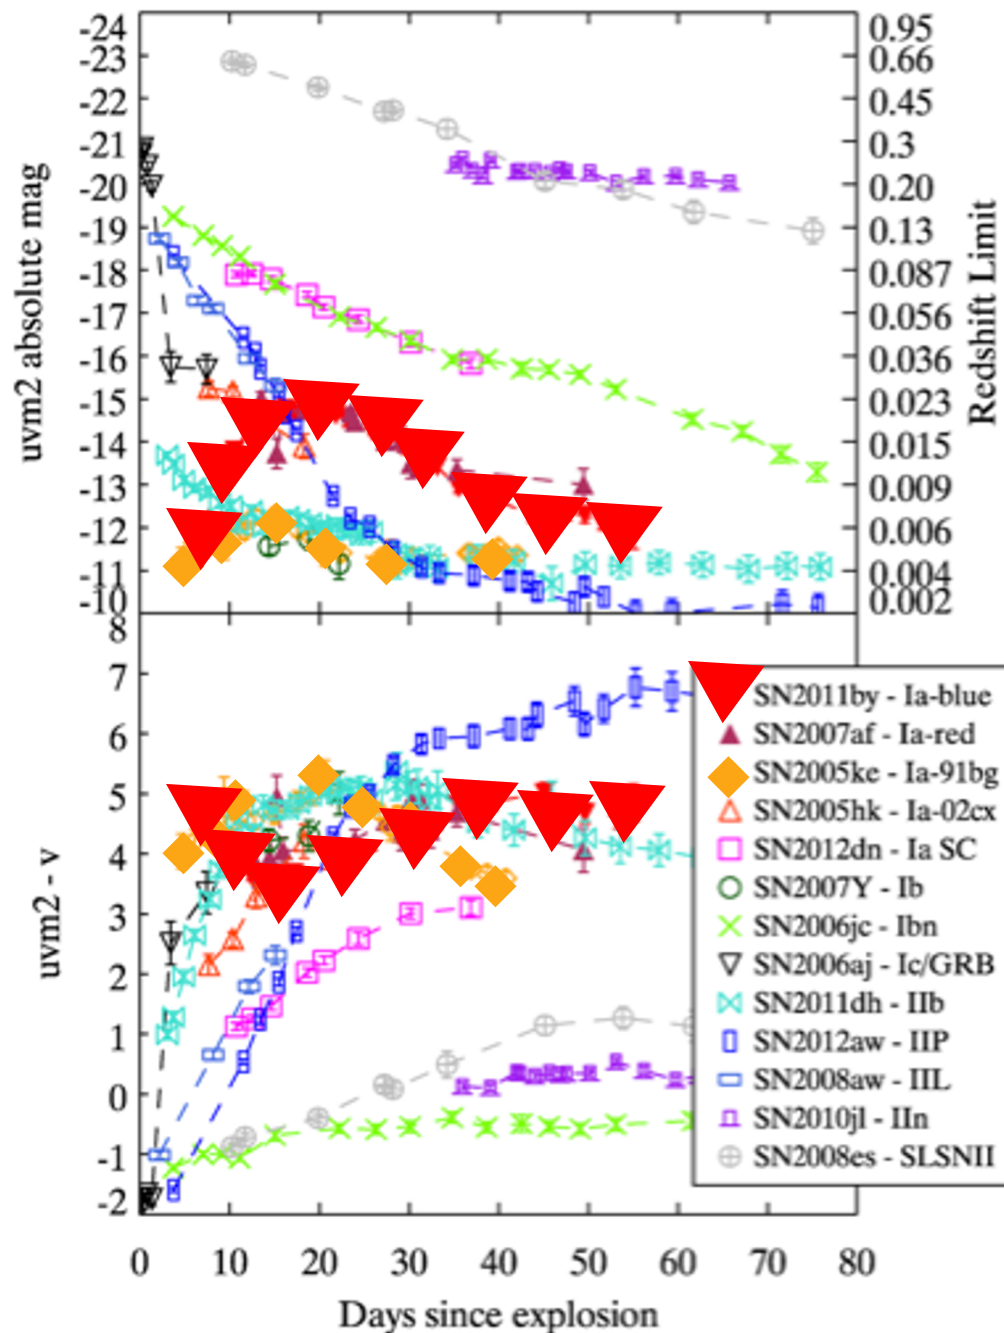 -24
-23
-22
-21
-20
-19
-18
-17
-16
-15
-14
-13
-12
-11
-10
uvm2 absolute mag
0.95
0.66
0.45
0.3
0.20
0.13
0.087
0.056
0.036
0.023
0.015
0.009
0.006
0.004
0.002
Redshift Limit
8
7
6
5
4
3
2
1
0
-1
-2
uvm2 - v
SN2011by - Ia-blue
SN2007af - Ia-red
SN2005ke - Ia-91bg
SN2005hk - Ia-02cx
SN2012dn - Ia SC
SN2007Y - Ib
SN2006jc - Ibn
SN2006aj - Ic/GRB
SN2011dh - IIb
SN2012aw - IIP
SN2008aw - IIL
SN2010jl - IIn
SN2008es - SLSNII
0 10 20 30 40 50 60 70 80
Days since explosion